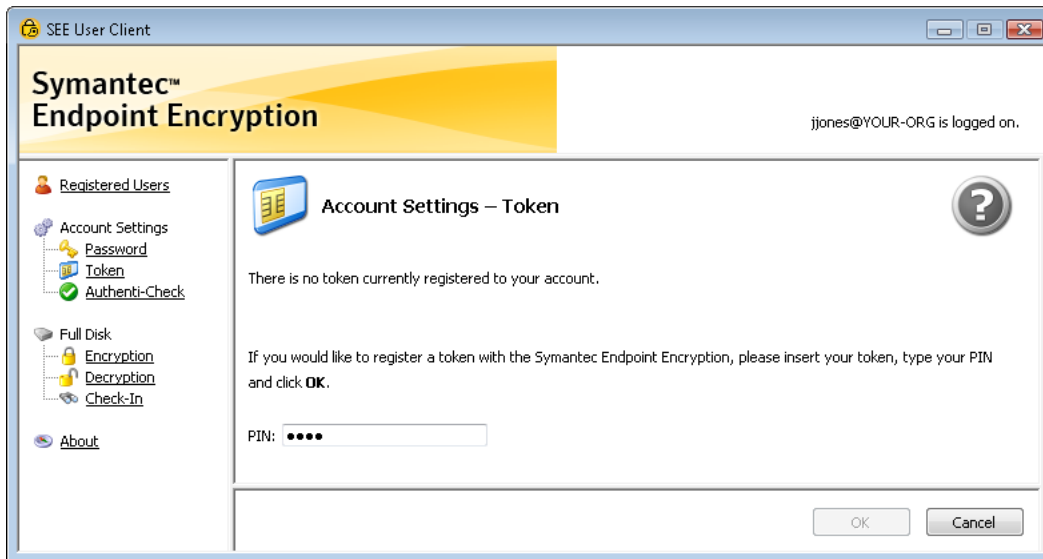 SEE User Client
Symantec™
Endpoint Encryption
jjones@YOUR-ORG is logged on.
Registered Users
Account Settings
Password
Token
Authenti-Check
Full Disk
Encryption
Decryption
Check-In
About
Account Settings – Token
?
There is no token currently registered to your account.
If you would like to register a token with the Symantec Endpoint Encryption, please insert your token, type your PIN
and click OK.
PIN: ●●●●
OK
Cancel